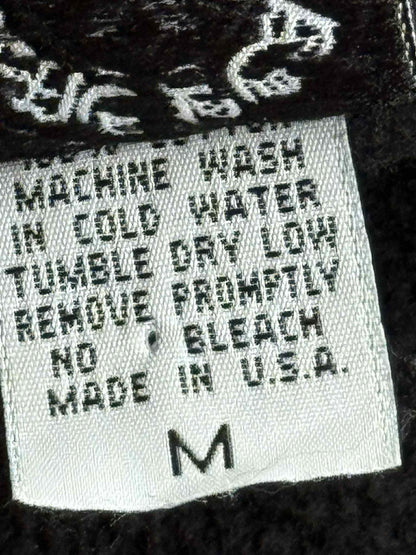 MACHINE WASH
IN COLD WATER
TUMBLE DRY LOW
REMOVE PROMPTLY
NO BLEACH
MADE IN U.S.A.
M